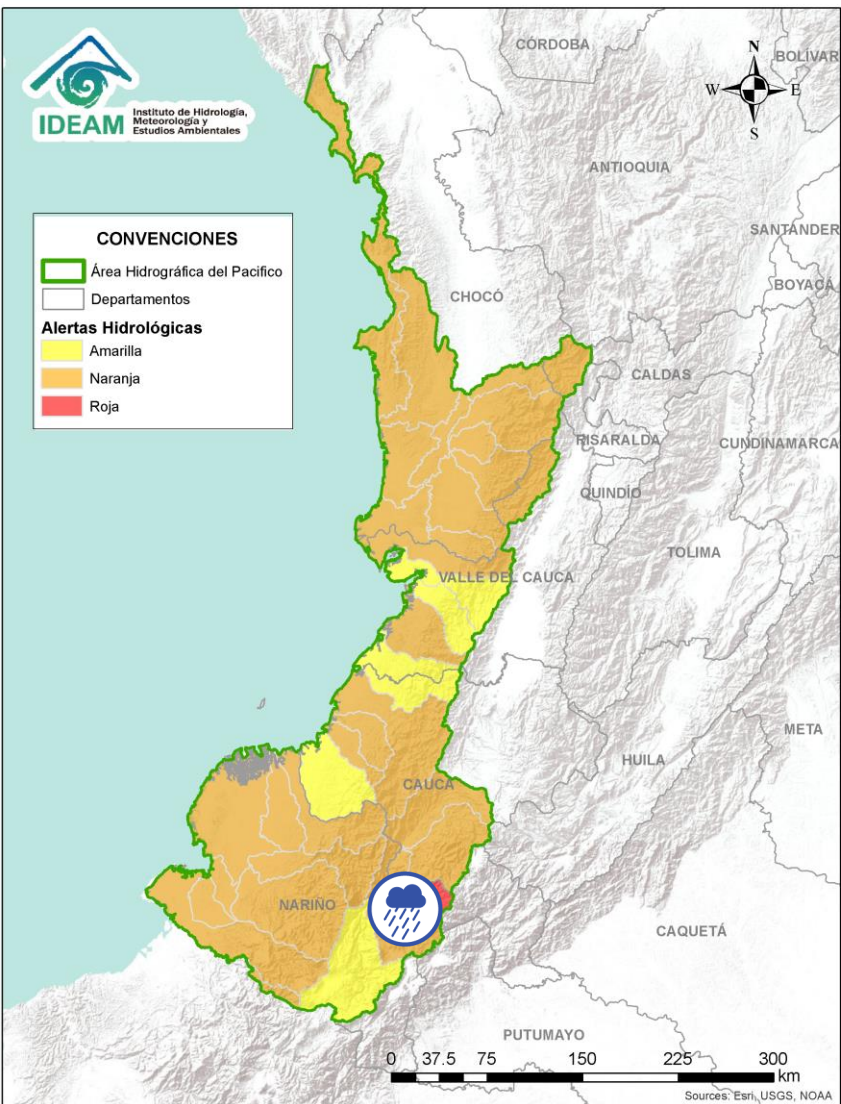 IDEAM
Instituto de Hidrología,
Meteorología y
Estudios Ambientales
N
W E
S
CÓRDOBA
BOLÍVAR
ANTIOQUIA
SANTANDER
BOYACÁ
CHOCÓ
CONVENCIONES
Área Hidrográfica del Pacifico
Departamentos
Alertas Hidrológicas
Amarilla
Naranja
Roja
CALDAS
RISARALDA
CUNDINAMARCA
QUINDÍO
TOLIMA
VALLE DEL CAUCA
META
HUILA
CAUCA
NARIÑO
CAQUETÁ
PUTUMAYO
0 37.5 75 150 225 300
km
Sources: Esri, USGS, NOAA